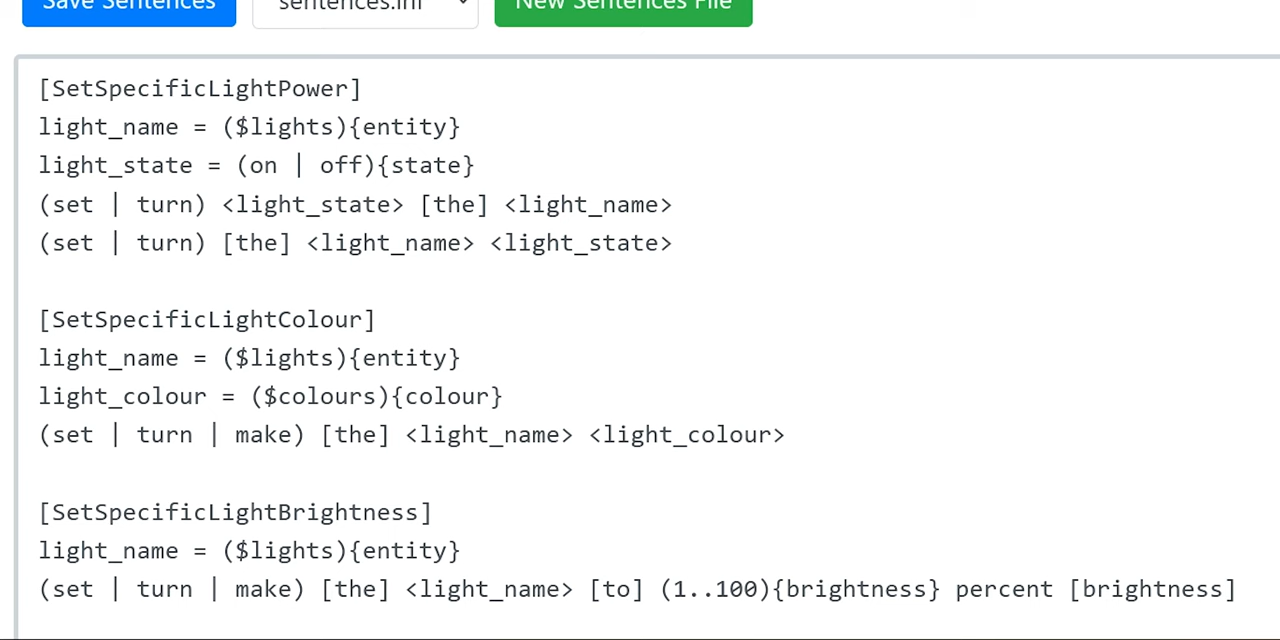 Save Sentences sentences.ini New Sentences File
[SetSpecificLightPower]
light_name = ($lights){entity}
light_state = (on | off){state}
(set | turn) <light_state> [the] <light_name>
(set | turn) [the] <light_name> <light_state>
[SetSpecificLightColour]
light_name = ($lights){entity}
light_colour = ($colours){colour}
(set | turn | make) [the] <light_name> <light_colour>
[SetSpecificLightBrightness]
light_name = ($lights){entity}
(set | turn | make) [the] <light_name> [to] (1..100){brightness} percent [brightness]